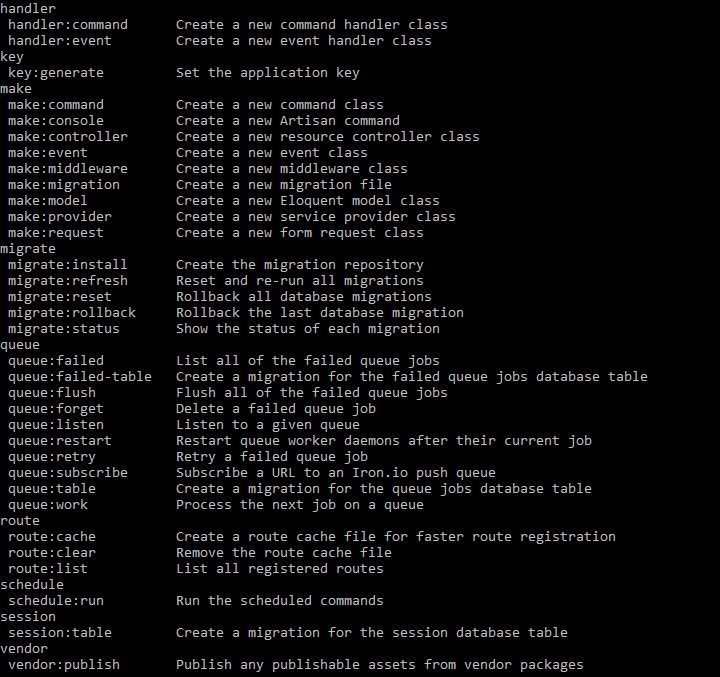 handler
 handler:command      Create a new command handler class
 handler:event        Create a new event handler class
key
 key:generate         Set the application key
make
 make:command         Create a new command class
 make:console         Create a new Artisan command
 make:controller      Create a new resource controller class
 make:event           Create a new event class
 make:middleware      Create a new middleware class
 make:migration       Create a new migration file
 make:model           Create a new Eloquent model class
 make:provider        Create a new service provider class
 make:request         Create a new form request class
migrate
 migrate:install      Create the migration repository
 migrate:refresh      Reset and re-run all migrations
 migrate:reset        Rollback all database migrations
 migrate:rollback     Rollback the last database migration
 migrate:status       Show the status of each migration
queue
 queue:failed         List all of the failed queue jobs
 queue:failed-table   Create a migration for the failed queue jobs database table
 queue:flush          Flush all of the failed queue jobs
 queue:forget         Delete a failed queue job
 queue:listen         Listen to a given queue
 queue:restart        Restart queue worker daemons after their current job
 queue:retry          Retry a failed queue job
 queue:subscribe      Subscribe a URL to an Iron.io push queue
 queue:table          Create a migration for the queue jobs database table
 queue:work           Process the next job on a queue
route
 route:cache          Create a route cache file for faster route registration
 route:clear          Remove the route cache file
 route:list           List all registered routes
schedule
 schedule:run         Run the scheduled commands
session
 session:table        Create a migration for the session database table
vendor
 vendor:publish       Publish any publishable assets from vendor packages